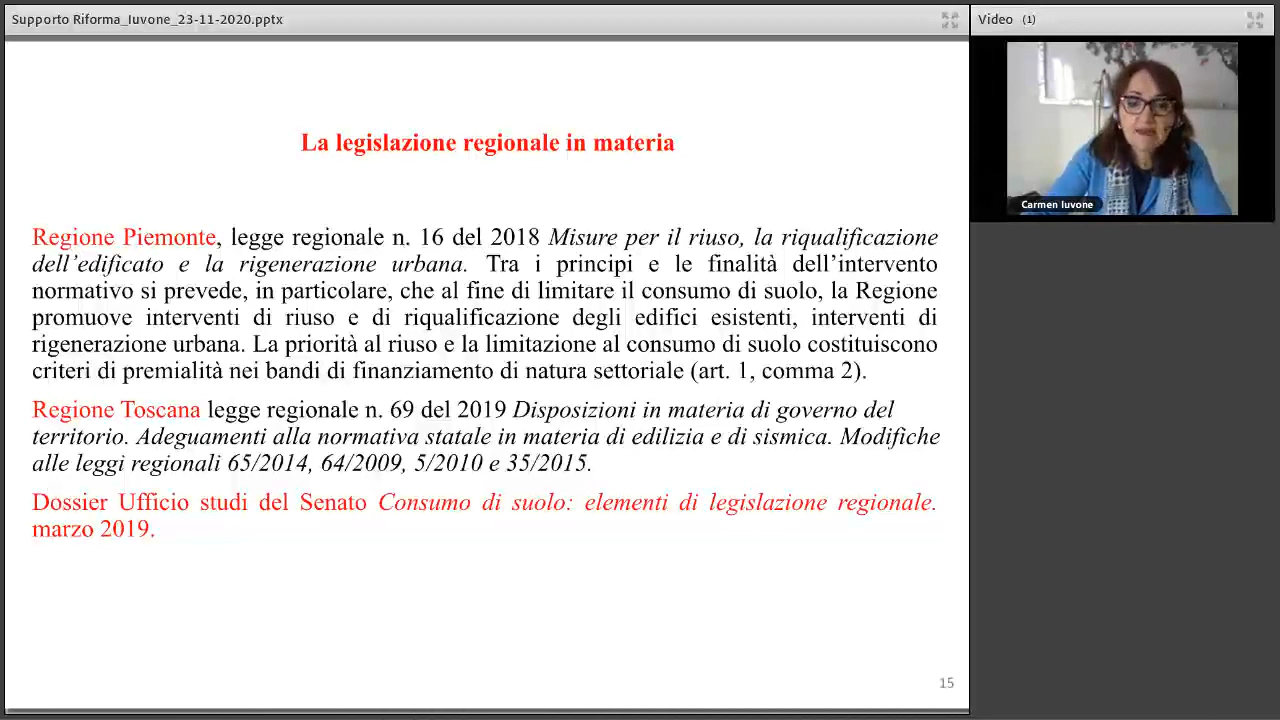 Supporto Riforma_Iuvone_23-11-2020.pptx
Video (1)
Carmen Iuvone
La legislazione regionale in materia
Regione Piemonte, legge regionale n. 16 del 2018 Misure per il riuso, la riqualificazione
dell’edificato e la rigenerazione urbana. Tra i principi e le finalità dell’intervento
normativo si prevede, in particolare, che al fine di limitare il consumo di suolo, la Regione
promuove interventi di riuso e di riqualificazione degli edifici esistenti, interventi di
rigenerazione urbana. La priorità al riuso e la limitazione al consumo di suolo costituiscono
criteri di premialità nei bandi di finanziamento di natura settoriale (art. 1, comma 2).
Regione Toscana legge regionale n. 69 del 2019 Disposizioni in materia di governo del
territorio. Adeguamenti alla normativa statale in materia di edilizia e di sismica. Modifiche
alle leggi regionali 65/2014, 64/2009, 5/2010 e 35/2015.
Dossier Ufficio studi del Senato Consumo di suolo: elementi di legislazione regionale.
marzo 2019.
15